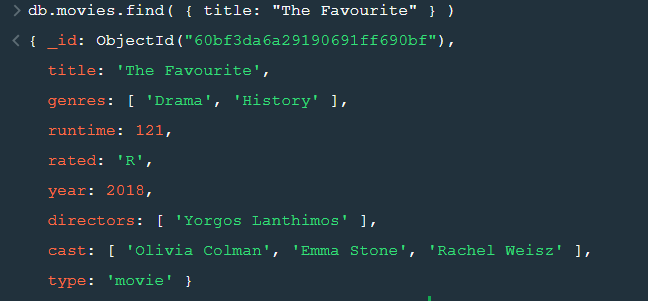 > db.movies.find( { title: "The Favourite" } )
< { _id: ObjectId("60bf3da6a29190691ff690bf"),
title: 'The Favourite',
genres: [ 'Drama', 'History' ],
runtime: 121,
rated: 'R',
year: 2018,
directors: [ 'Yorgos Lanthimos' ],
cast: [ 'Olivia Colman', 'Emma Stone', 'Rachel Weisz' ],
type: 'movie' }